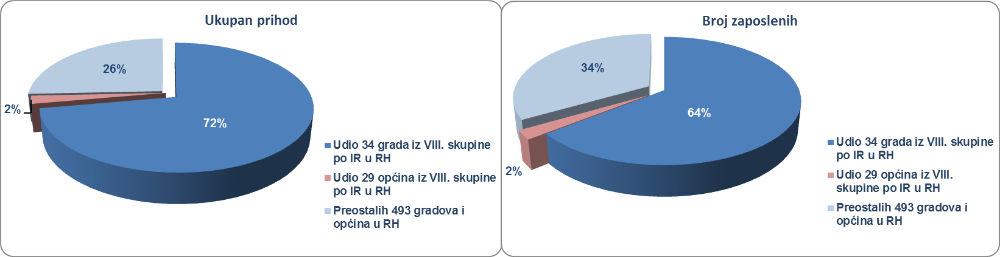 Ukupan prihod
26%
2%
72%
Udio 34 grada iz VIII. skupine
po IR u RH
Udio 29 općina iz VIII. skupine
po IR u RH
Preostalih 493 gradova i
općina u RH
Broj zaposlenih
34%
64%
2%
Udio 34 grada iz VIII. skupine
po IR u RH
Udio 29 općina iz VIII.
skupine po IR u RH
Preostalih 493 gradova i
općina u RH